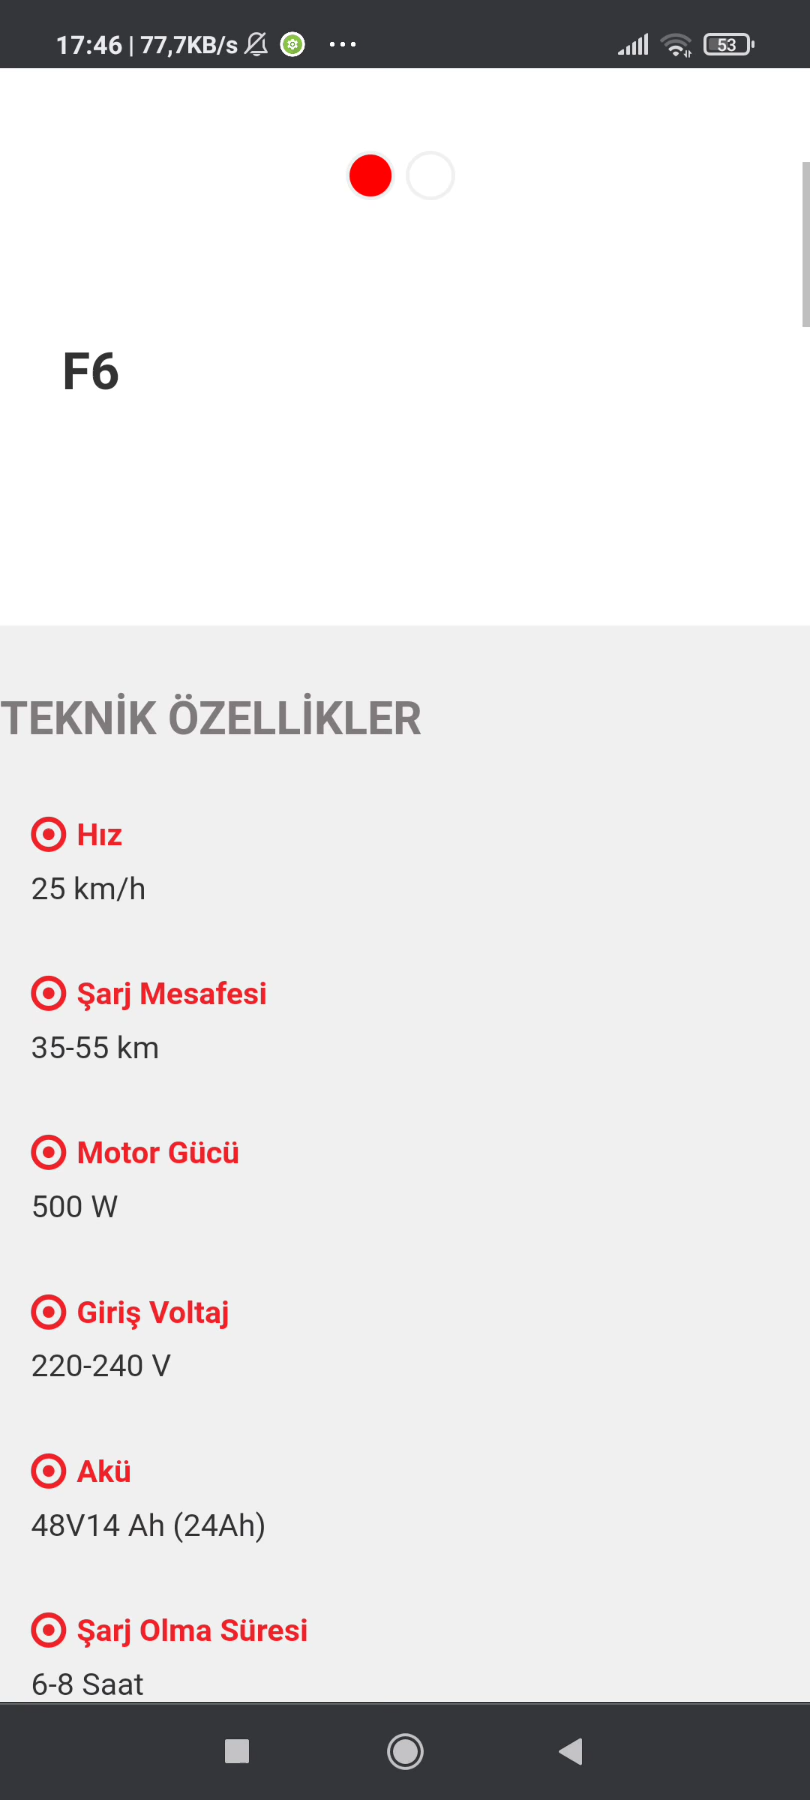 17:46 | 77,7KB/s
53
F6
TEKNİK ÖZELLİKLER
Hız
25 km/h
Şarj Mesafesi
35-55 km
Motor Gücü
500 W
Giriş Voltaj
220-240 V
Akü
48V14 Ah (24Ah)
Şarj Olma Süresi
6-8 Saat